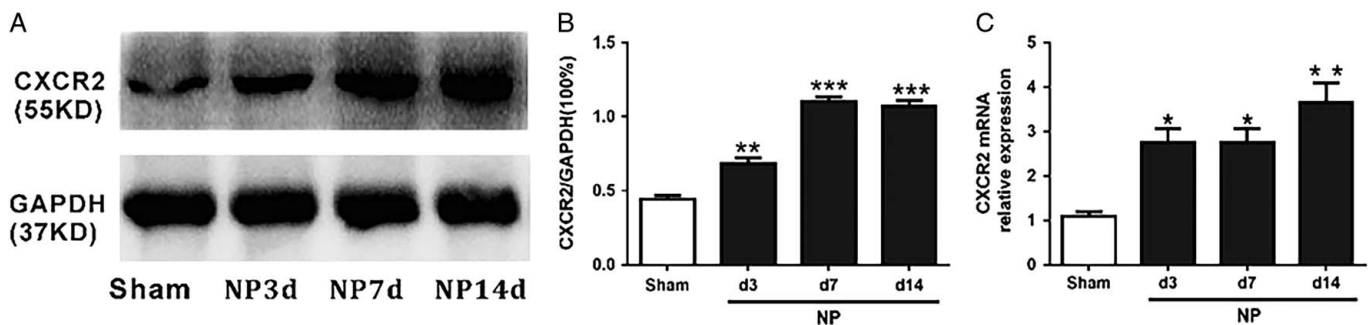 A
CXCR2
(55KD)
GAPDH
(37KD)
Sham NP3d NP7d NP14d
B
CXCR2/GAPDH(100%)
1.5
1.0
0.5
0.0
**
***
***
Sham d3 d7 d14
NP
C
CXCR2 mRNA
relative expression
5
4
3
2
1
0
*
*
* *
Sham d3 d7 d14
NP